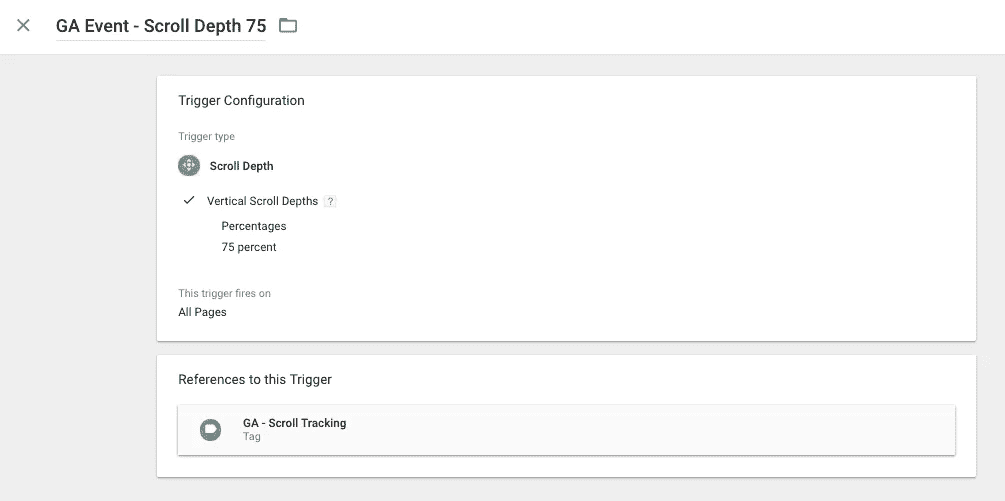 GA Event - Scroll Depth 75
Trigger Configuration
Trigger type
Scroll Depth
Vertical Scroll Depths ?
Percentages
75 percent
This trigger fires on
All Pages
References to this Trigger
GA - Scroll Tracking
Tag